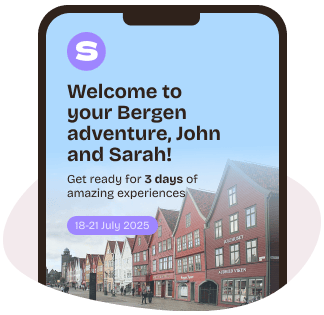 S
Welcome to
your Bergen
adventure, John
and Sarah!
Get ready for 3 days of
amazing experiences
18-21 July 2025